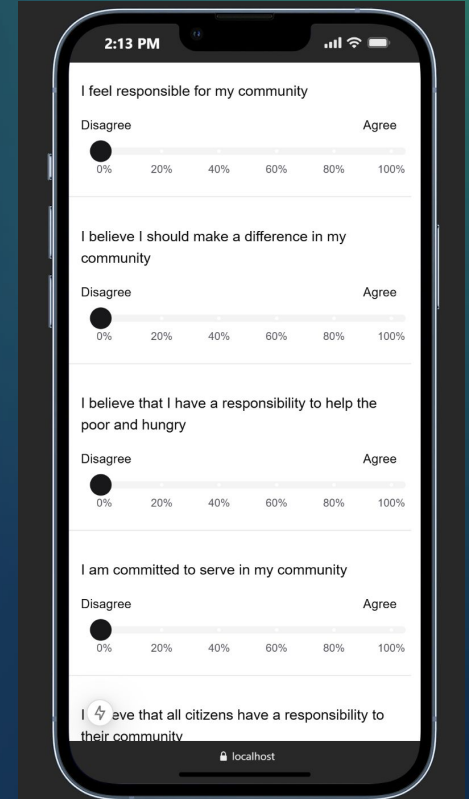 2:13 PM
I feel responsible for my community
Disagree Agree
0% 20% 40% 60% 80% 100%
I believe I should make a difference in my
community
Disagree Agree
0% 20% 40% 60% 80% 100%
I believe that I have a responsibility to help the
poor and hungry
Disagree Agree
0% 20% 40% 60% 80% 100%
I am committed to serve in my community
Disagree Agree
0% 20% 40% 60% 80% 100%
I eve that all citizens have a responsibility to
their community
localhost